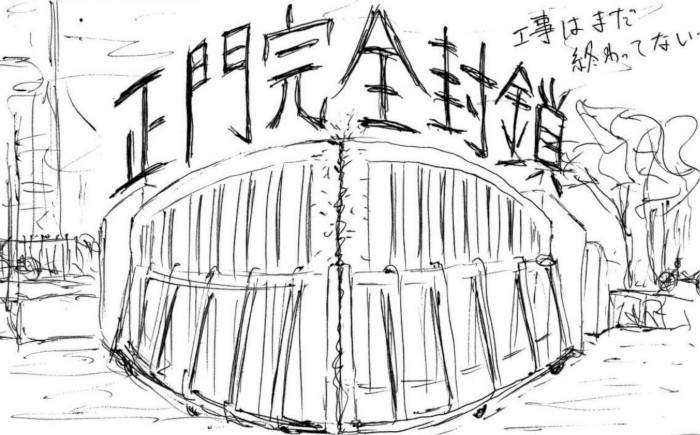 正門完全封鎖
工事はまだ
終わってない